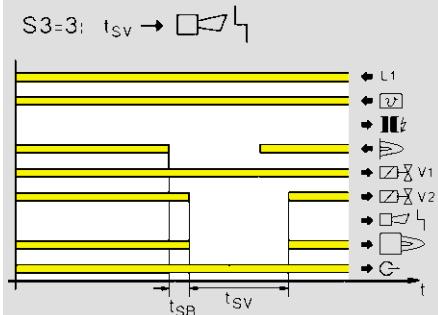 S3=3: tSV →
L1
ϑ
V1
V2
t
tSB
tSV